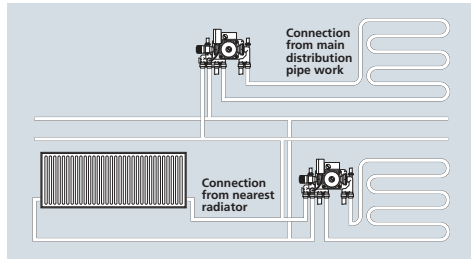 Connection
from main
distribution
pipe work
Connection
from nearest
radiator